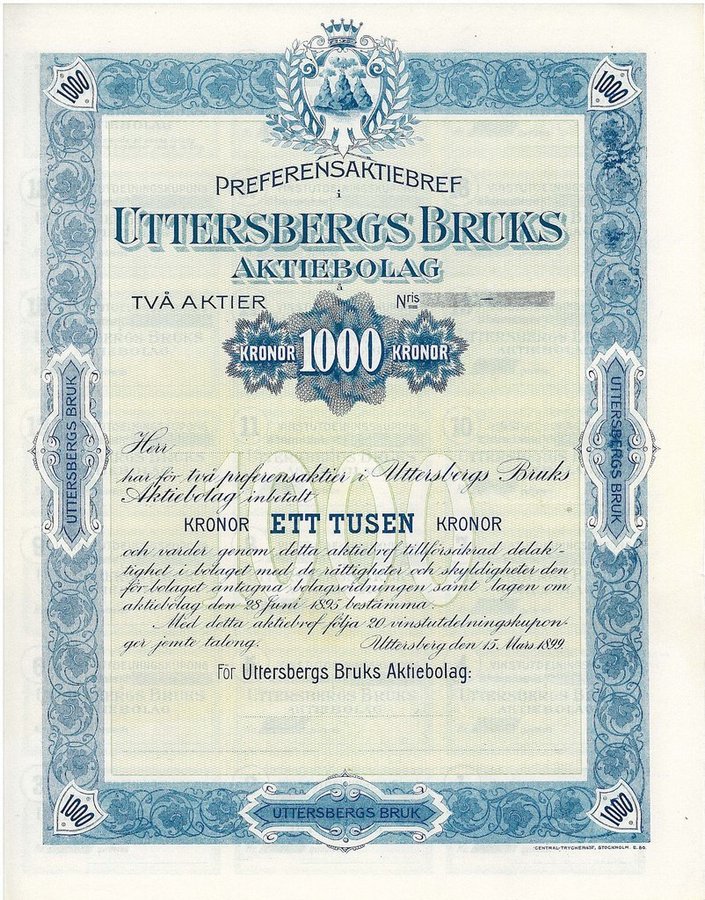 1000
1000
PREFERENSAKTIEBREF
i
UTTERSBERGS BRUKS
AKTIEBOLAG
à
TVÅ AKTIER Nris –
KRONOR 1000 KRONOR
UTTERSBERGS BRUK
UTTERSBERGS BRUK
Herr
har för två preferensaktier i Uttersbergs Bruks
Aktiebolag inbetalt
1000
KRONOR ETT TUSEN KRONOR
och varder genom detta aktiebref tillförsäkrad delak-
tighet i bolaget med de rättigheter och skyldigheter den
för bolaget antagna bolagsordningen samt lagen om
aktiebolag den 28 Juni 1895 bestämma.
Med detta aktiebref följa 20 vinstutdelningskupon-
ger jemte talong. Uttersberg den 15 Mars 1899.
För Uttersbergs Bruks Aktiebolag:
1000
UTTERSBERGS BRUK
1000
CENTRAL-TRYCKERIET, STOCKHOLM. E. 80.